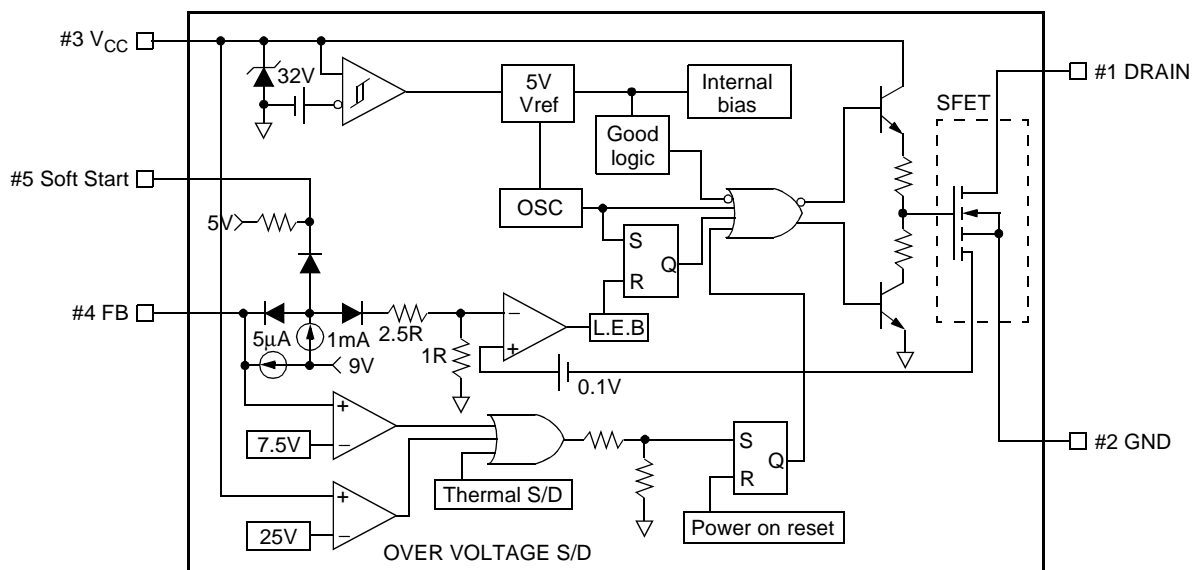 #3 VCC
32V
5V
Vref
Internal
bias
#1 DRAIN
SFET
Good
logic
#5 Soft Start
OSC
5V
S
Q
R
#4 FB
5μA
1mA
2.5R
−
L.E.B
9V
1R
+
0.1V
+
7.5V
−
S
Q
R
#2 GND
Thermal S/D
+
25V
−
Power on reset
OVER VOLTAGE S/D